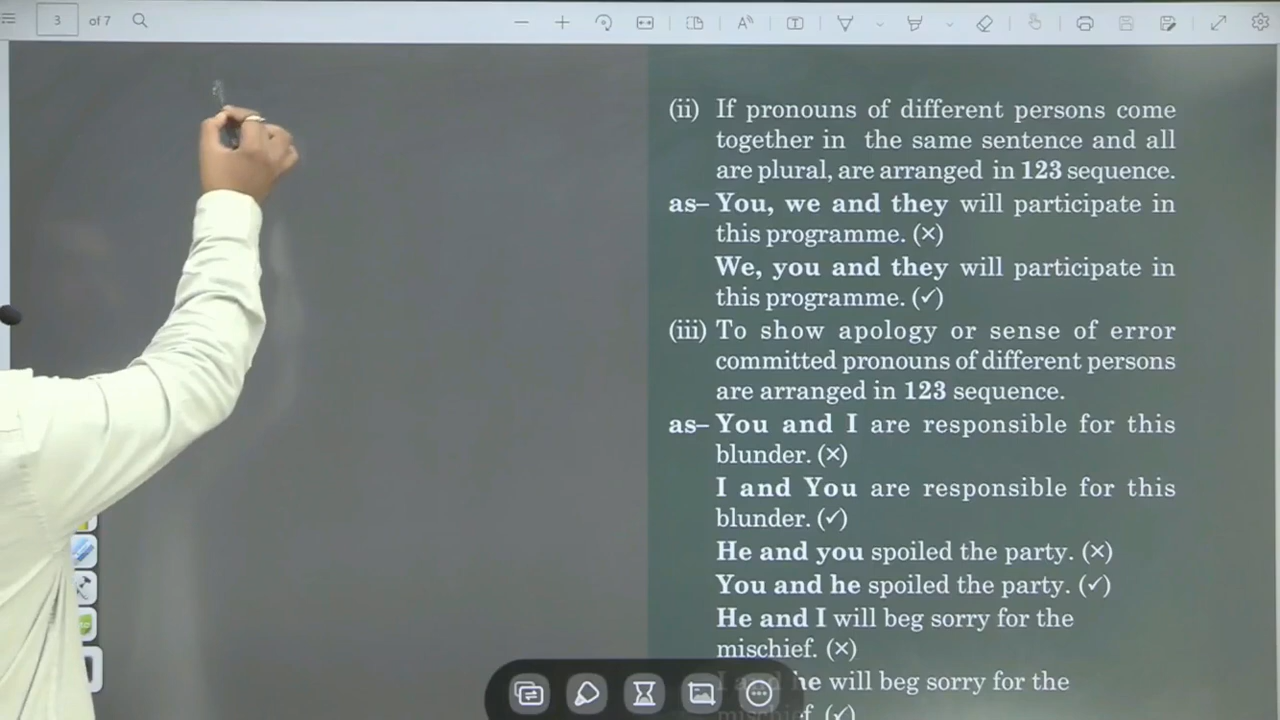 3 of 7
(ii) If pronouns of different persons come
together in the same sentence and all
are plural, are arranged in 123 sequence.
as– You, we and they will participate in
this programme. (×)
We, you and they will participate in
this programme. (✓)
(iii) To show apology or sense of error
committed pronouns of different persons
are arranged in 123 sequence.
as– You and I are responsible for this
blunder. (×)
I and You are responsible for this
blunder. (✓)
He and you spoiled the party. (×)
You and he spoiled the party. (✓)
He and I will beg sorry for the
mischief. (×)
I and he will beg sorry for the
mischief (✓)